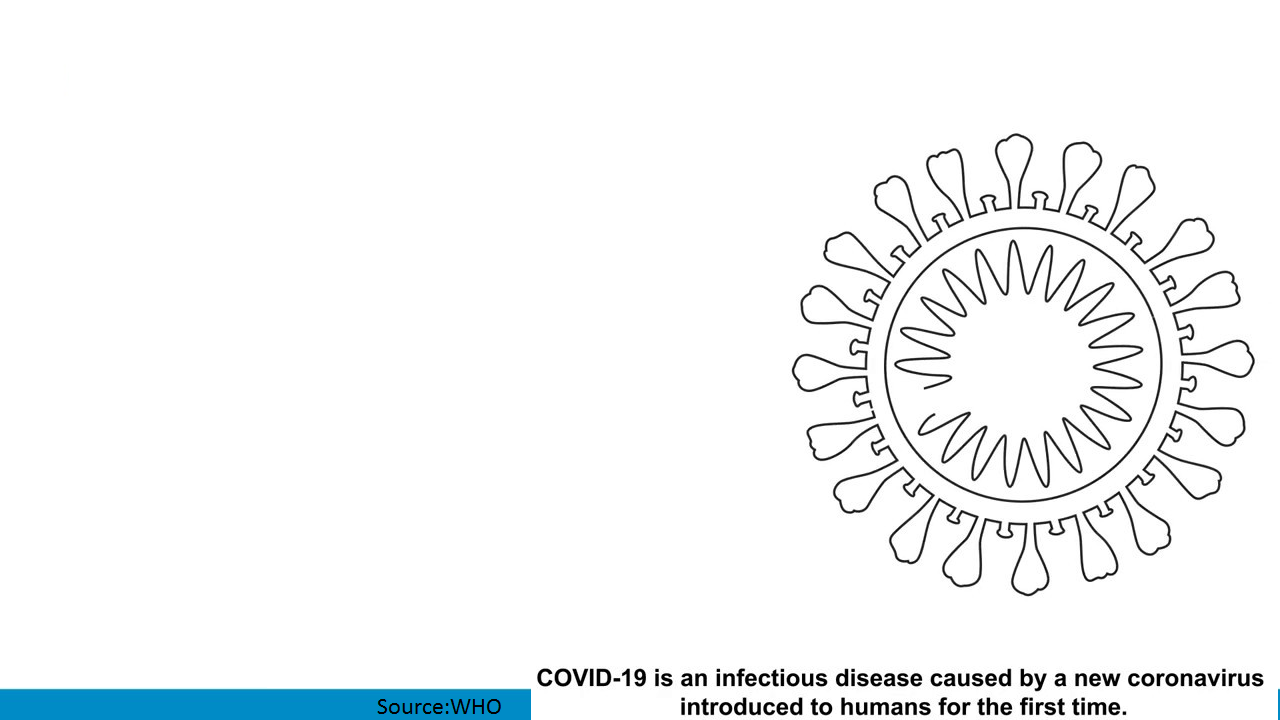 COVID-19 is an infectious disease caused by a new coronavirus
introduced to humans for the first time.
Source:WHO